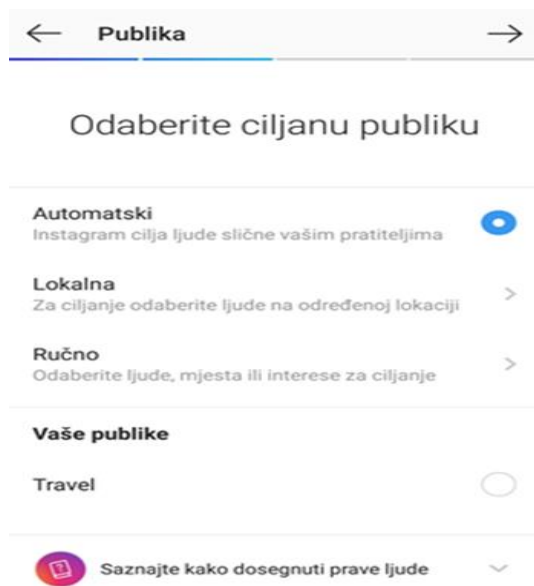 Publika
Odaberite ciljanu publiku
Automatski
Instagram cilja ljude slične vašim pratiteljima
Lokalna
Za ciljanje odaberite ljude na određenoj lokaciji
Ručno
Odaberite ljude, mjesta ili interese za ciljanje
Vaše publike
Travel
Saznajte kako dosegnuti prave ljude